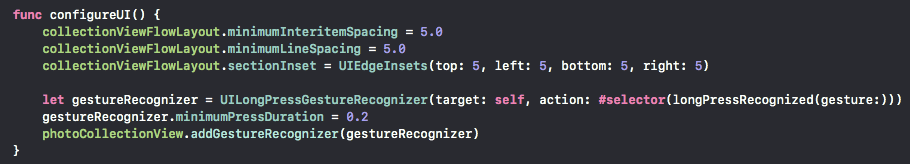 func configureUI() {
    collectionViewFlowLayout.minimumInteritemSpacing = 5.0
    collectionViewFlowLayout.minimumLineSpacing = 5.0
    collectionViewFlowLayout.sectionInset = UIEdgeInsets(top: 5, left: 5, bottom: 5, right: 5)

    let gestureRecognizer = UILongPressGestureRecognizer(target: self, action: #selector(longPressRecognized(gesture:)))
    gestureRecognizer.minimumPressDuration = 0.2
    photoCollectionView.addGestureRecognizer(gestureRecognizer)
}